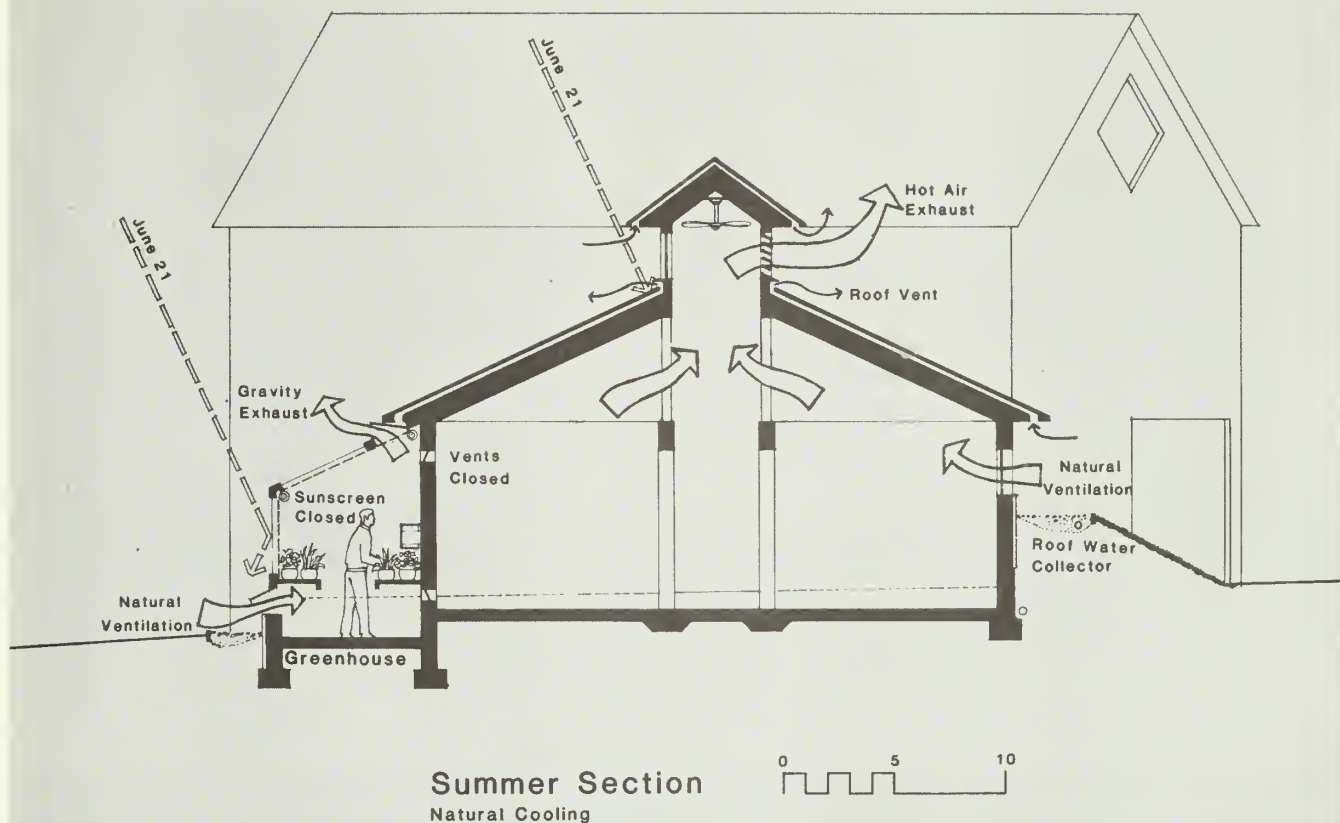 June 21
June 21
Hot Air
Exhaust
Roof Vent
Gravity
Exhaust
Vents
Closed
Sunscreen
Closed
Natural
Ventilation
Roof Water
Collector
Natural
Ventilation
Greenhouse
Summer Section
Natural Cooling
0 5 10